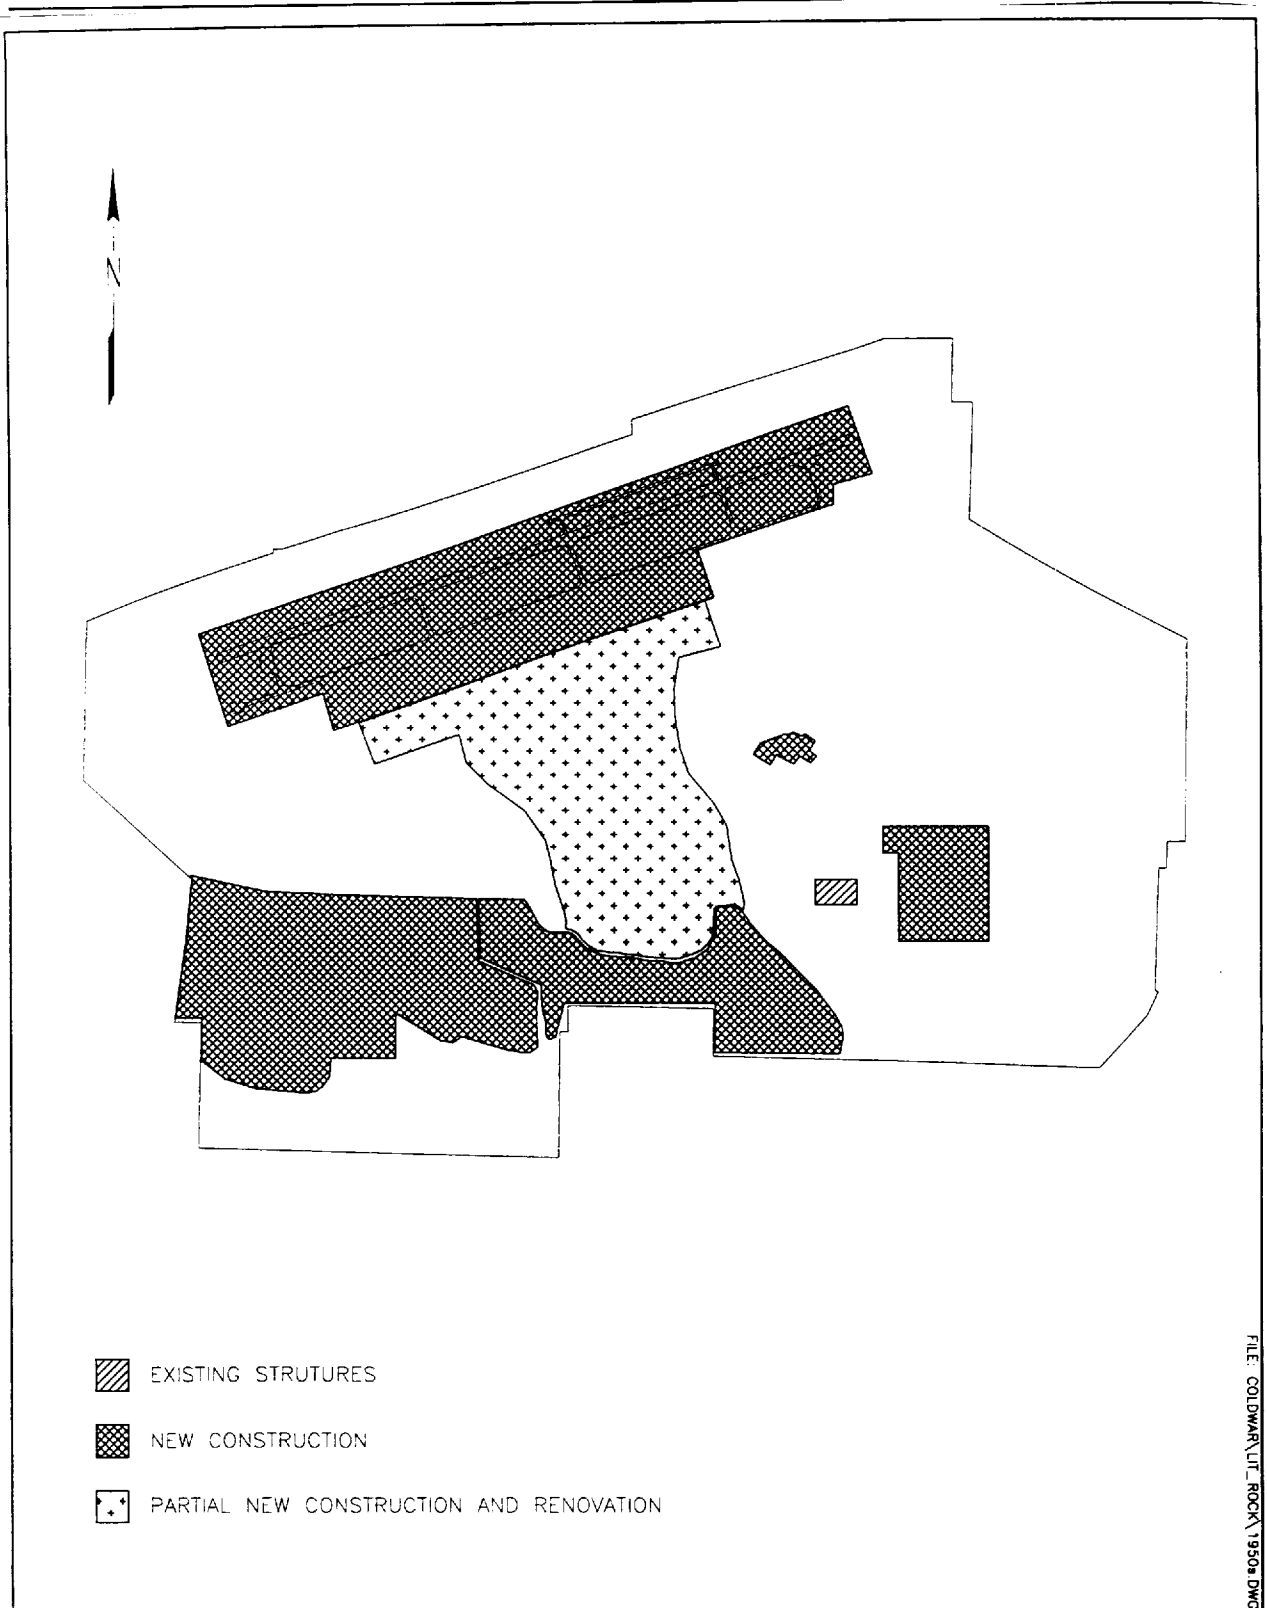 N
EXISTING STRUTURES
NEW CONSTRUCTION
PARTIAL NEW CONSTRUCTION AND RENOVATION
FILE: COLDWAR\LIT_ROCK\1950s.DWG